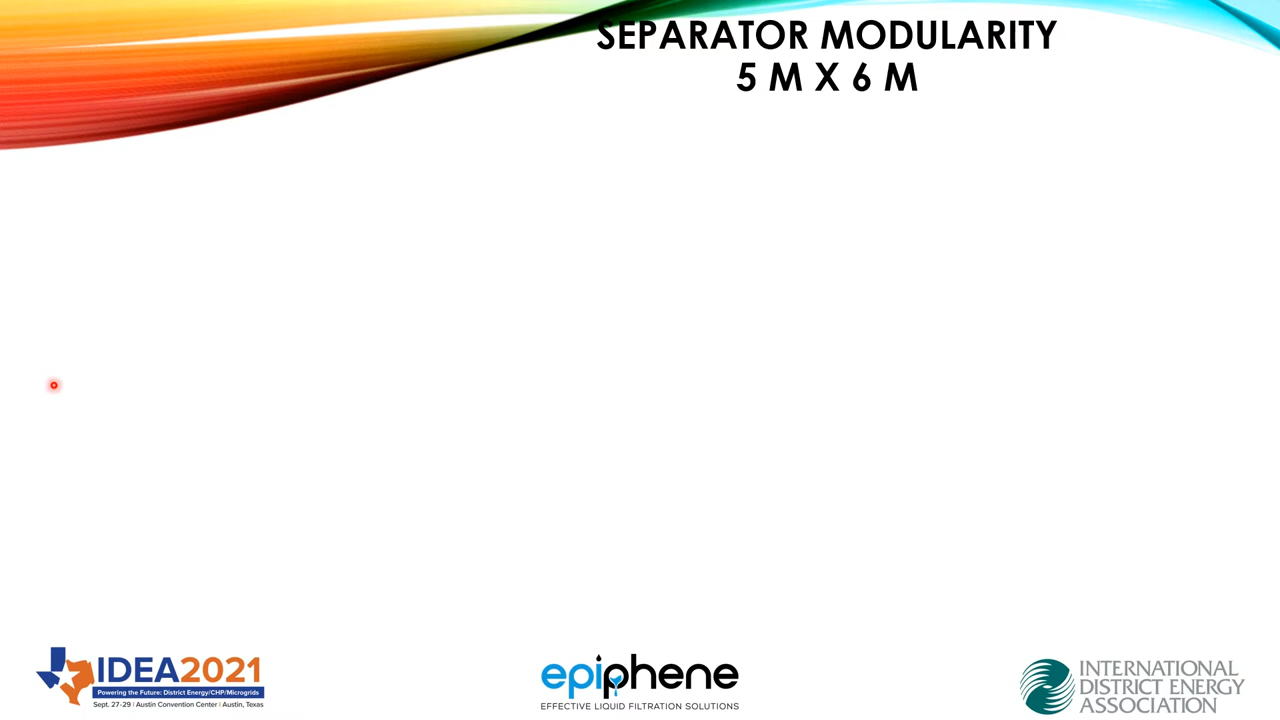 SEPARATOR MODULARITY
5 M X 6 M
IDEA2021
Powering the Future: District Energy/CHP/Microgrids
Sept. 27-29 | Austin Convention Center | Austin, Texas
epiphene
EFFECTIVE LIQUID FILTRATION SOLUTIONS
INTERNATIONAL
DISTRICT ENERGY
ASSOCIATION